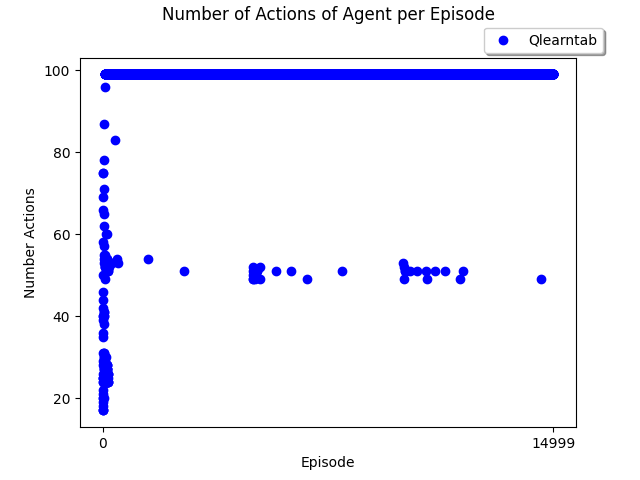 Number of Actions of Agent per Episode
Qlearntab
100
80
60
40
20
Number Actions
0
14999
Episode